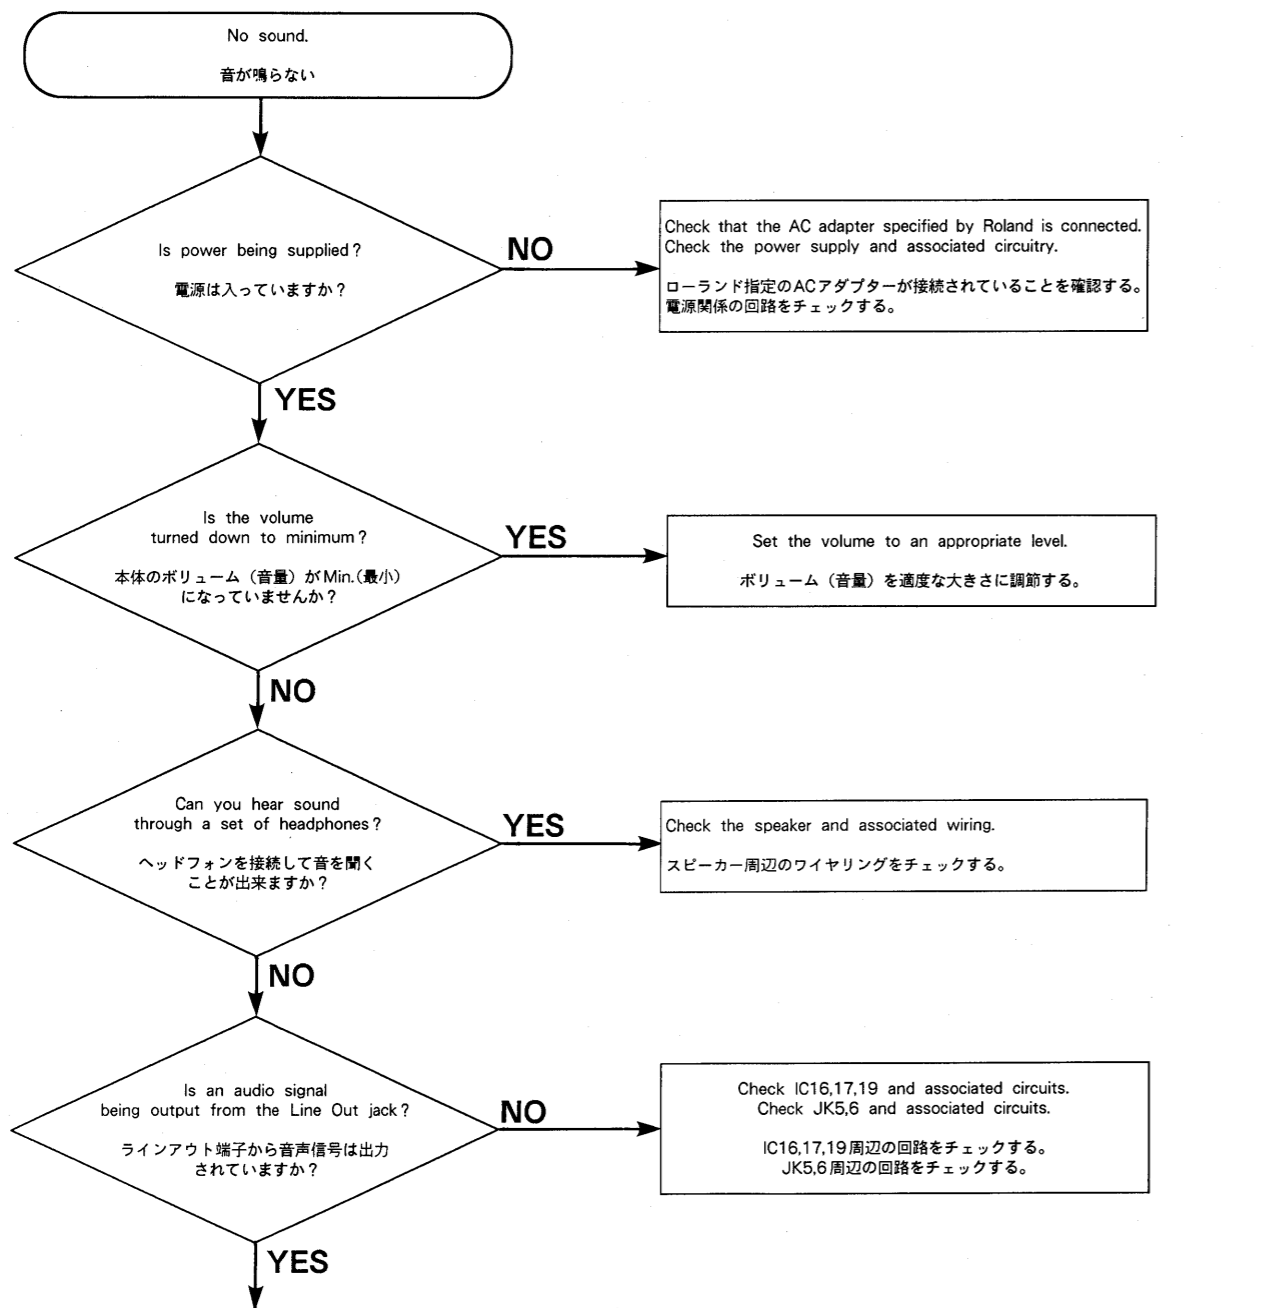 No sound.
音が鳴らない
Is power being supplied?
電源は入っていますか?
NO
Check that the AC adapter specified by Roland is connected.
Check the power supply and associated circuitry.
ローランド指定のACアダプターが接続されていることを確認する。
電源関係の回路をチェックする。
YES
Is the volume
turned down to minimum?
本体のボリューム（音量）がMin.(最小)
になっていませんか?
YES
Set the volume to an appropriate level.
ボリューム（音量）を適度な大きさに調節する。
NO
Can you hear sound
through a set of headphones?
ヘッドフォンを接続して音を聞く
ことが出来ますか?
YES
Check the speaker and associated wiring.
スピーカー周辺のワイヤリングをチェックする。
NO
Is an audio signal
being output from the Line Out jack?
ラインアウト端子から音声信号は出力
されていますか?
NO
Check IC16,17,19 and associated circuits.
Check JK5,6 and associated circuits.
IC16,17,19周辺の回路をチェックする。
JK5,6周辺の回路をチェックする。
YES